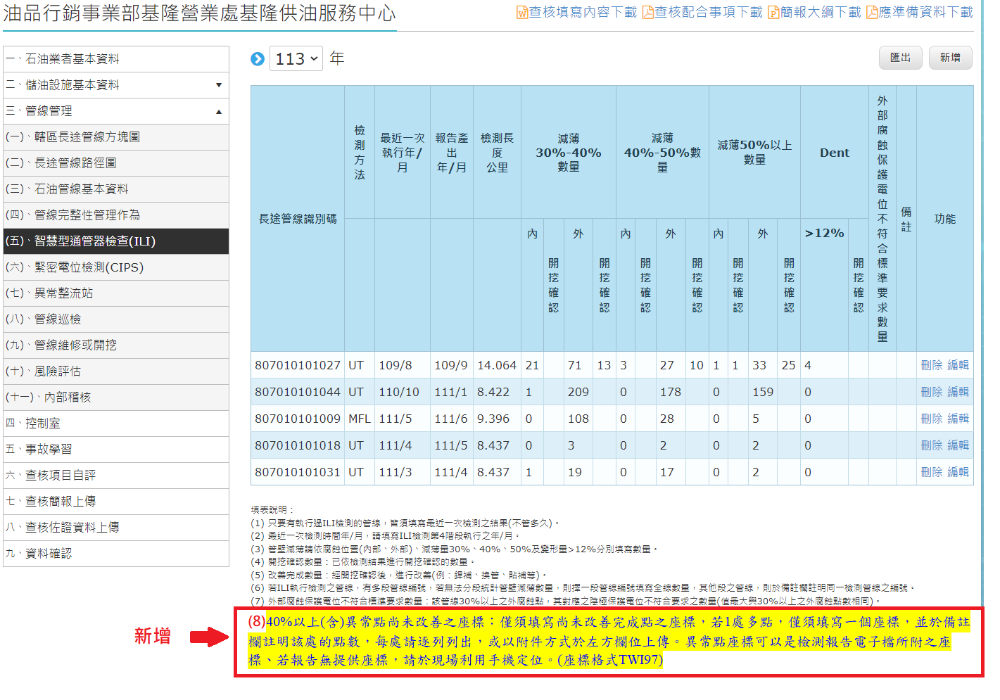 油品行銷事業部基隆營業處基隆供油服務中心
查核填寫內容下載 查核配合事項下載 簡報大綱下載 應準備資料下載
一、石油業者基本資料
二、儲油設施基本資料 ▼
三、管線管理 ▲
(一)、轄區長途管線方塊圖
(二)、長途管線路徑圖
(三)、石油管線基本資料
(四)、管線完整性管理作為
(五)、智慧型通管器檢查(ILI)
(六)、緊密電位檢測(CIPS)
(七)、異常整流站
(八)、管線巡檢
(九)、管線維修或開挖
(十)、風險評估
(十一)、內部稽核
四、控制室
五、事故學習
六、查核項目自評
七、查核簡報上傳
八、查核佐證資料上傳
九、資料確認
113 年
匯出 新增
長途管線識別碼
檢測方法
最近一次執行年/月
報告產出年/月
檢測長度公里
減薄30%-40%數量
減薄40%-50%數量
減薄50%以上數量
Dent
外部腐蝕保護電位不符合標準要求數量
備註
功能
內 開挖確認 外 開挖確認 內 開挖確認 外 開挖確認 內 開挖確認 外 開挖確認 >12% 開挖確認
807010101027 UT 109/8 109/9 14.064 21 71 13 3 27 10 1 1 33 25 4 刪除 編輯
807010101044 UT 110/10 111/1 8.422 1 209 0 178 0 159 0 刪除 編輯
807010101009 MFL 111/5 111/6 9.396 0 108 0 28 0 5 0 刪除 編輯
807010101018 UT 111/4 111/5 8.437 0 3 0 2 0 2 0 刪除 編輯
807010101031 UT 111/3 111/4 8.437 1 19 0 17 0 2 0 刪除 編輯
填表說明：
(1) 只要有執行過ILI檢測的管線，皆須填寫最近一次檢測之結果(不管多久)。
(2) 最近一次檢測時間年/月，請填寫ILI檢測第4階段執行之年/月。
(3) 管壁減薄請依腐蝕位置(內部、外部)、減薄量30%、40%、50%及變形量>12%分別填寫數量。
(4) 開挖確認數量：已依檢測結果進行開挖確認的數量。
(5) 改善完成數量：經開挖確認後，進行改善(例：銲補、換管、貼補等)。
(6) 若ILI執行檢測之管線，有多段管線編號，若無法分段統計管壁減薄數量，則擇一段管線編號填寫全線數量，其他段之管線，則於備註欄註明同一檢測管線之編號。
(7) 外部腐蝕保護電位不符合標準要求數量：該管線30%以上之外腐蝕點，其對應之陰極保護電位不符合要求之數量(值最大與30%以上之外腐蝕點數相同)。
新增
(8)40%以上(含)異常點尚未改善之座標：僅須填寫尚未改善完成點之座標，若1處多點，僅須填寫一個座標，並於備註
欄註明該處的點數，每處請逐列列出，或以附件方式於左方欄位上傳。異常點座標可以是檢測報告電子檔所附之座
標、若報告無提供座標，請於現場利用手機定位。(座標格式TWI97)